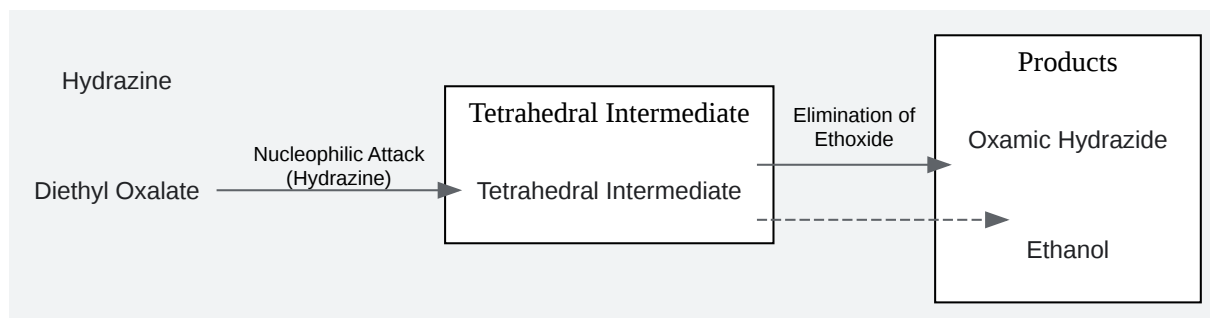 Hydrazine
Diethyl Oxalate
Nucleophilic Attack
(Hydrazine)
Tetrahedral Intermediate
Tetrahedral Intermediate
Elimination of
Ethoxide
Products
Oxamic Hydrazide
Ethanol